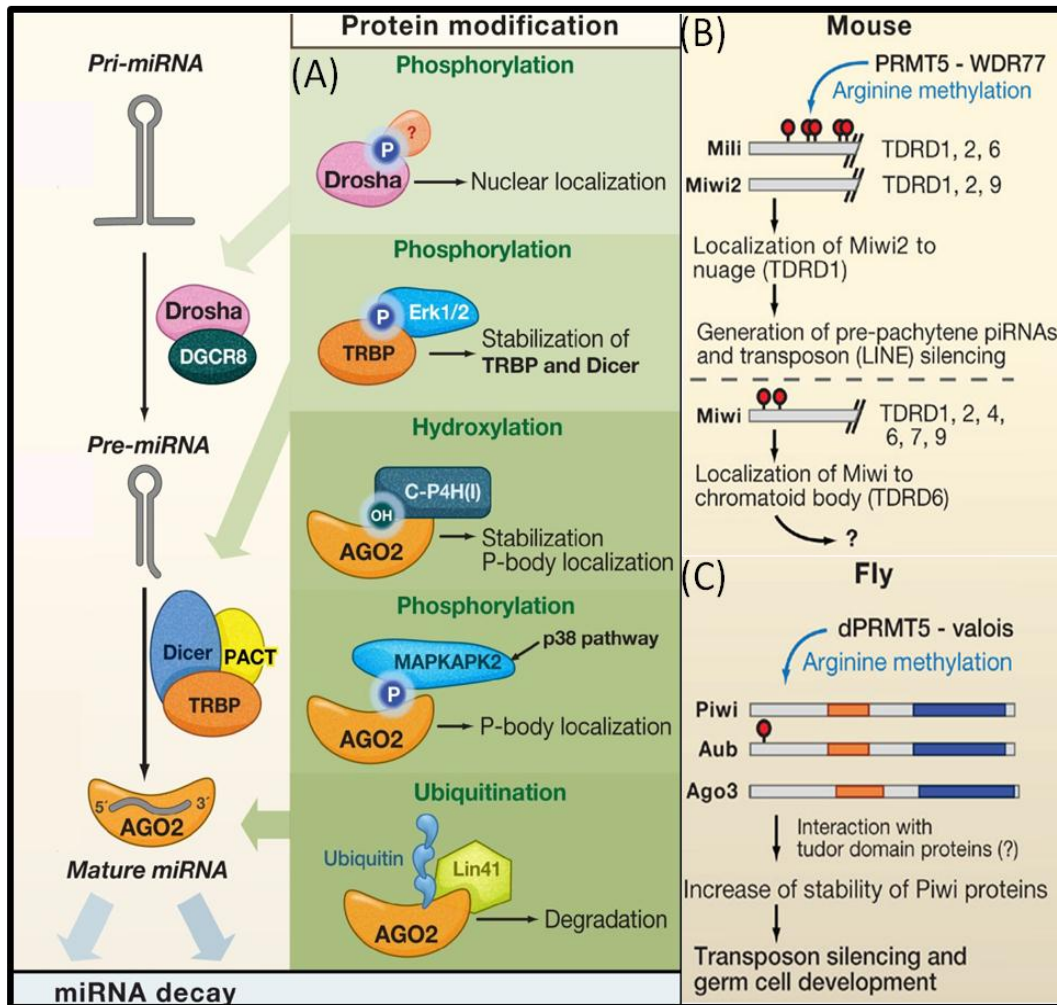 Pri-miRNA
Drosha
DGCR8
Pre-miRNA
Dicer
PACT
TRBP
5´ 3´
AGO2
Mature miRNA
miRNA decay
Protein modification
(A)
Phosphorylation
?
P
Drosha
Nuclear localization
Phosphorylation
P
Erk1/2
TRBP
Stabilization of
TRBP and Dicer
Hydroxylation
C-P4H(I)
OH
AGO2
Stabilization
P-body localization
Phosphorylation
p38 pathway
MAPKAPK2
P
AGO2
P-body localization
Ubiquitination
Ubiquitin
Lin41
AGO2
Degradation
(B)
Mouse
PRMT5 - WDR77
Arginine methylation
Mili
TDRD1, 2, 6
Miwi2
TDRD1, 2, 9
Localization of Miwi2 to
nuage (TDRD1)
Generation of pre-pachytene piRNAs
and transposon (LINE) silencing
Miwi
TDRD1, 2, 4,
6, 7, 9
Localization of Miwi to
chromatoid body (TDRD6)
?
(C)
Fly
dPRMT5 - valois
Arginine methylation
Piwi
Aub
Ago3
Interaction with
tudor domain proteins (?)
Increase of stability of Piwi proteins
Transposon silencing and
germ cell development